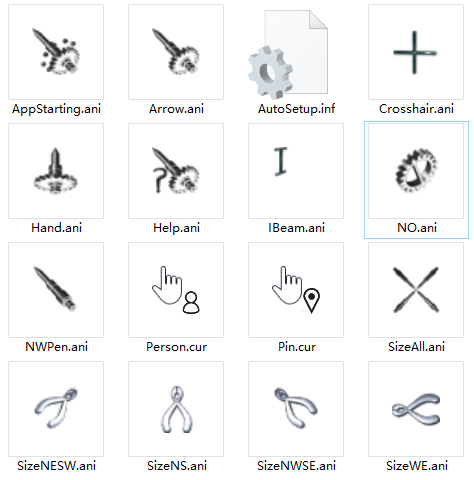 AppStarting.ani
Arrow.ani
AutoSetup.inf
Crosshair.ani
Hand.ani
Help.ani
IBeam.ani
NO.ani
NWPen.ani
Person.cur
Pin.cur
SizeAll.ani
SizeNESW.ani
SizeNS.ani
SizeNWSE.ani
SizeWE.ani